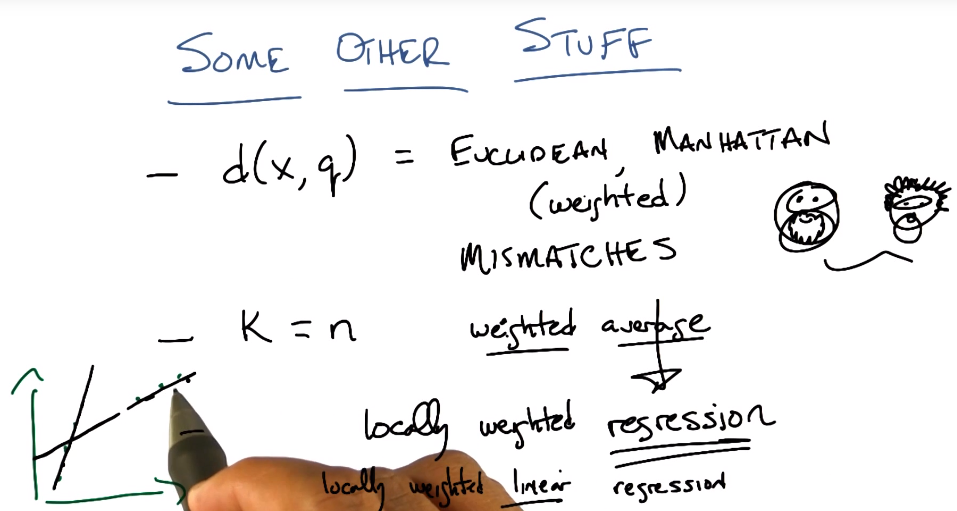 SOME OTHER STUFF
- d(x, q) = EUCLIDEAN, MANHATTAN
(weighted)
MISMATCHES
- K = n weighted average
locally weighted regression
locally weighted linear regression